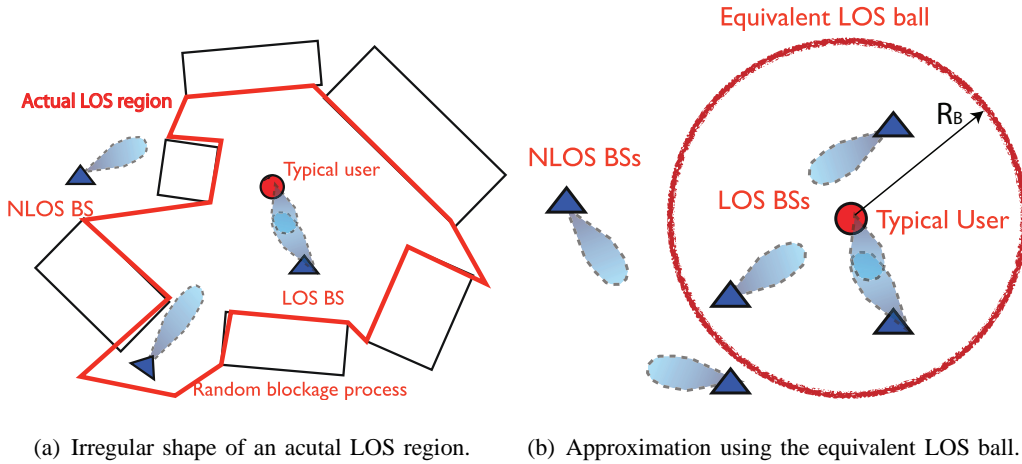 Actual LOS region
Typical user
NLOS BS
LOS BS
Random blockage process
(a) Irregular shape of an acutal LOS region.
Equivalent LOS ball
RB
NLOS BSs
LOS BSs
Typical User
(b) Approximation using the equivalent LOS ball.